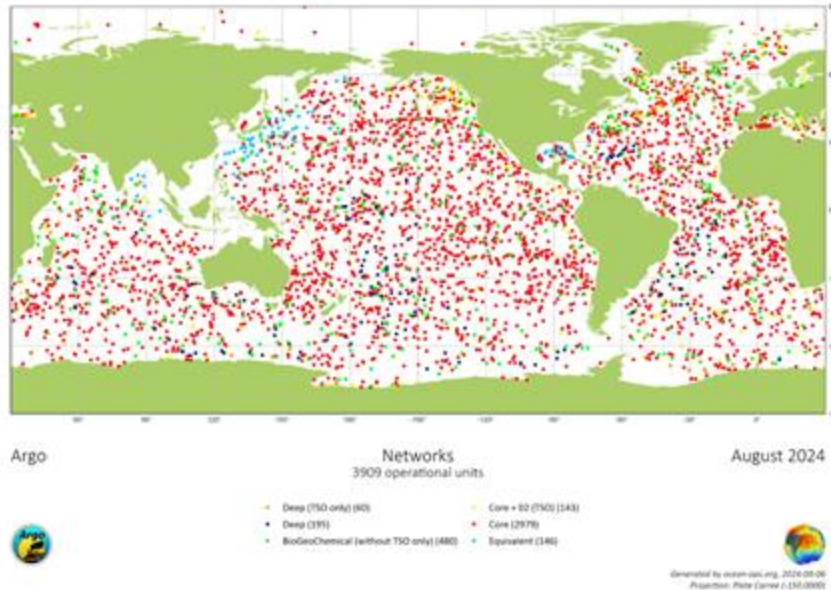 Argo
Networks
August 2024
3909 operational units
Deep (TSO only) (60)
Core + O2 (TSO) (143)
Deep (195)
Core (2979)
BioGeoChemical (without TSO only) (480)
Equivalent (146)
Argo
Generated by ocean-ops.org, 2024-09-06
Projection: Plate Carree (-150.0000)